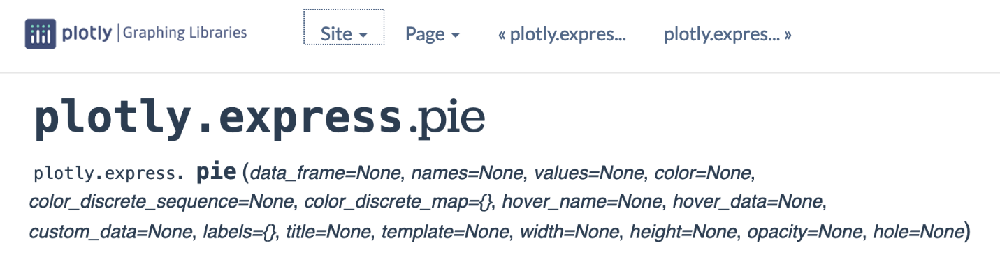 plotly | Graphing Libraries Site Page « plotly.expres... plotly.expres... »
plotly.express.pie
plotly.express. pie (data_frame=None, names=None, values=None, color=None,
color_discrete_sequence=None, color_discrete_map={}, hover_name=None, hover_data=None,
custom_data=None, labels={}, title=None, template=None, width=None, height=None, opacity=None, hole=None)